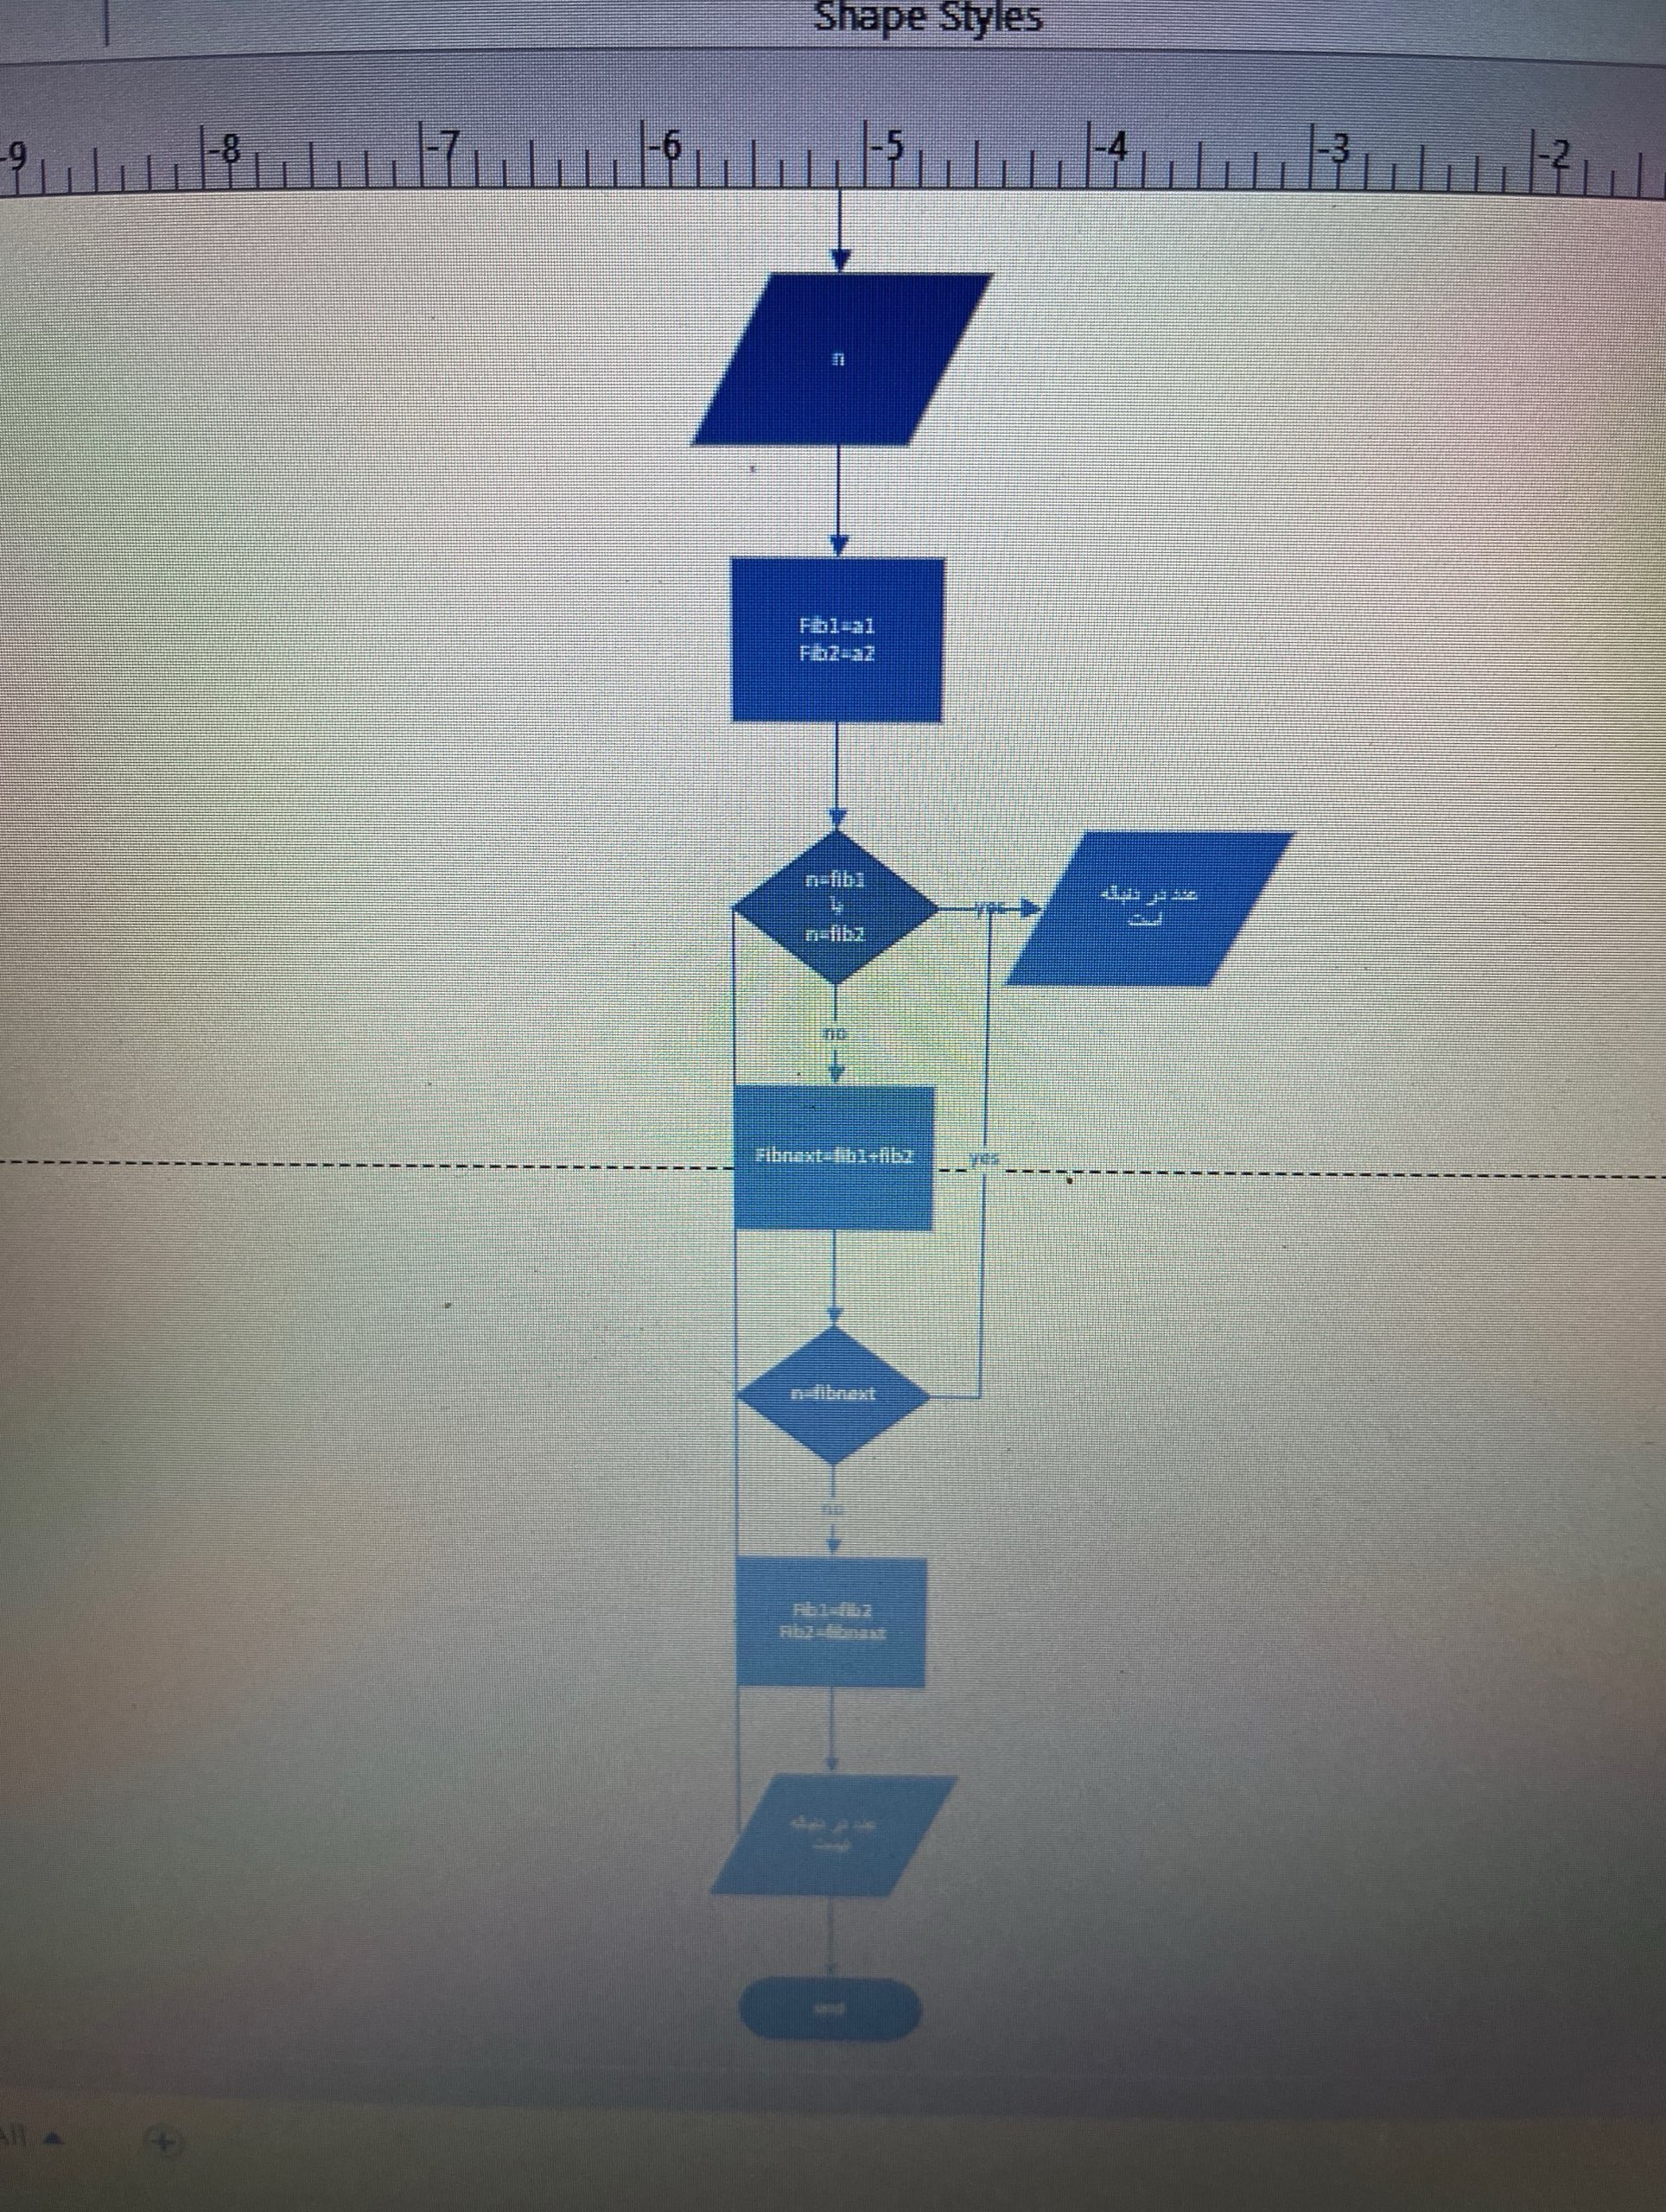 Shape Styles
-9 -8 -7 -6 -5 -4 -3 -2
n
Fib1=a1
Fib2=a2
n=fib1
یا
n=fib2
yes
عدد در دنباله
است
no
Fibnext=fib1+fib2
yes
n=fibnext
no
Fib1=fib2
Fib2=fibnext
عدد در دنباله
نیست
end
All